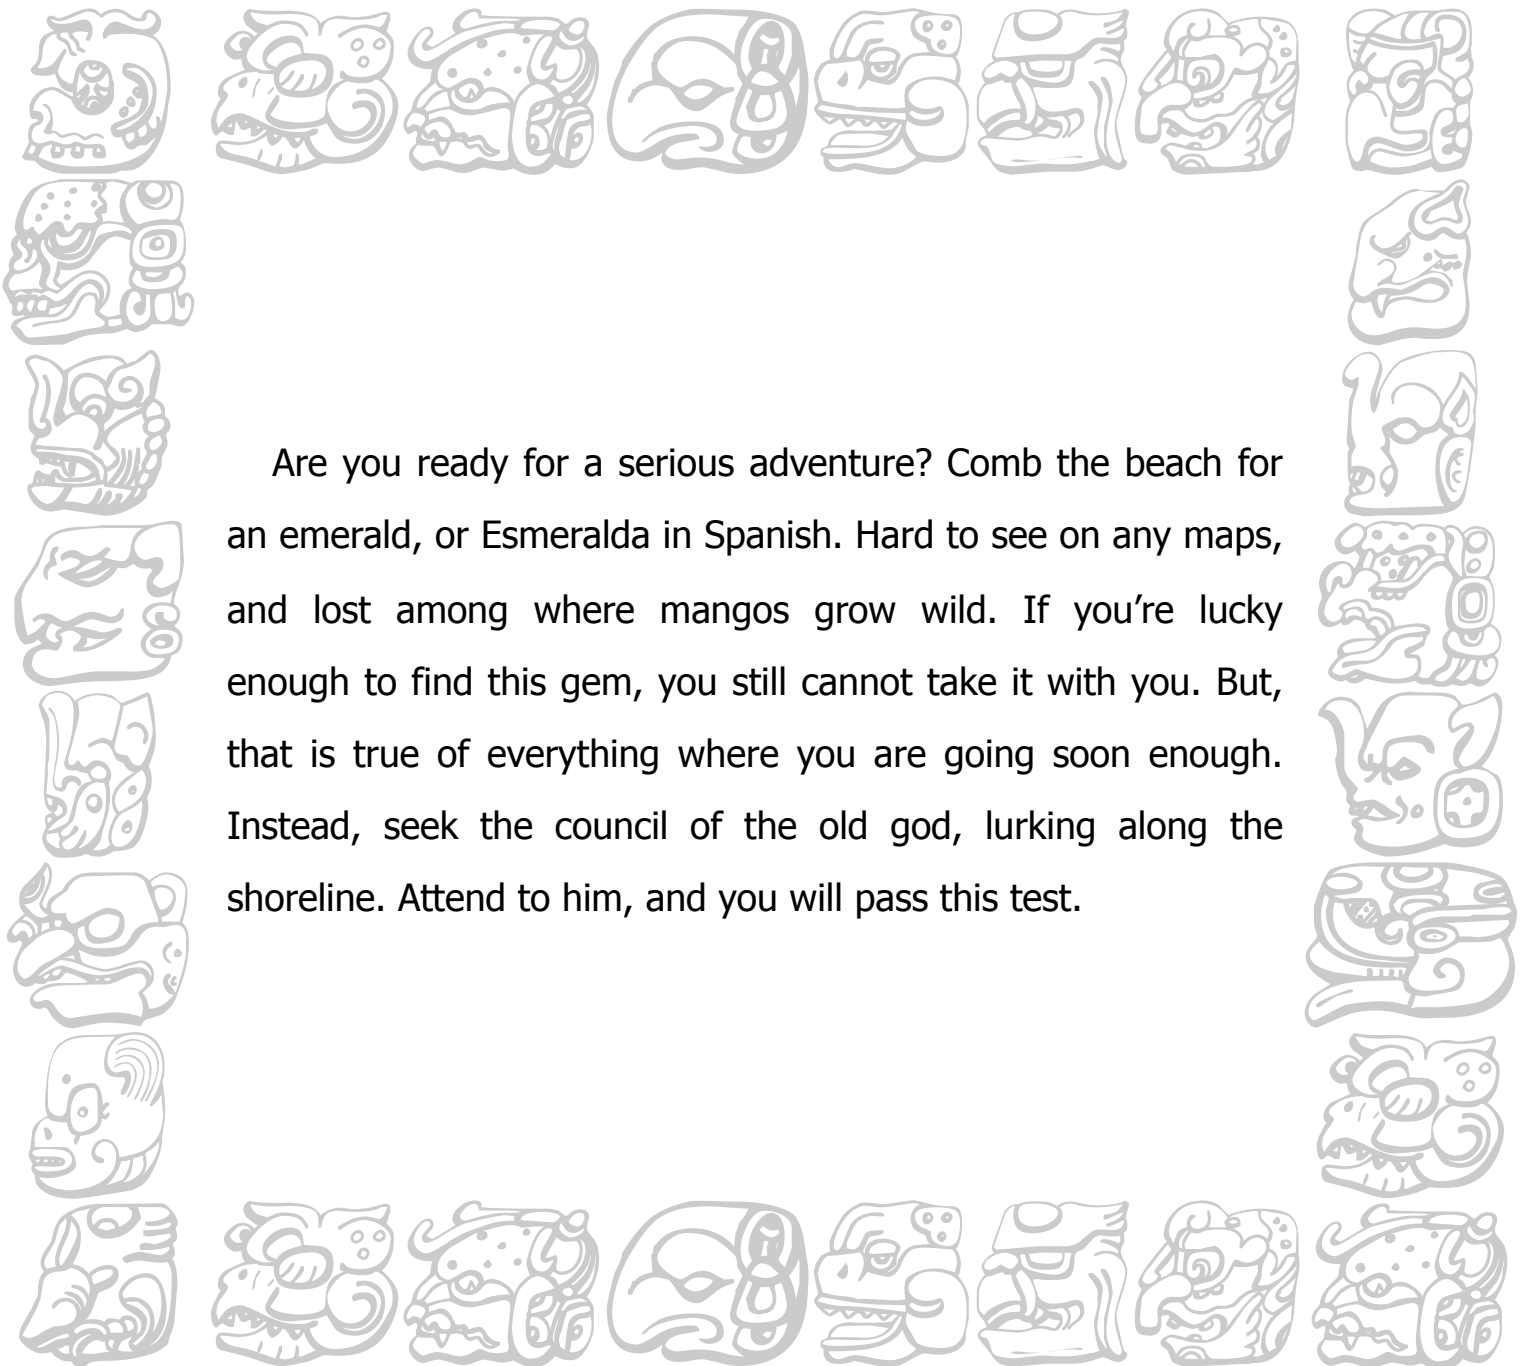 Are you ready for a serious adventure? Comb the beach for
an emerald, or Esmeralda in Spanish. Hard to see on any maps,
and lost among where mangos grow wild. If you’re lucky
enough to find this gem, you still cannot take it with you. But,
that is true of everything where you are going soon enough.
Instead, seek the council of the old god, lurking along the
shoreline. Attend to him, and you will pass this test.